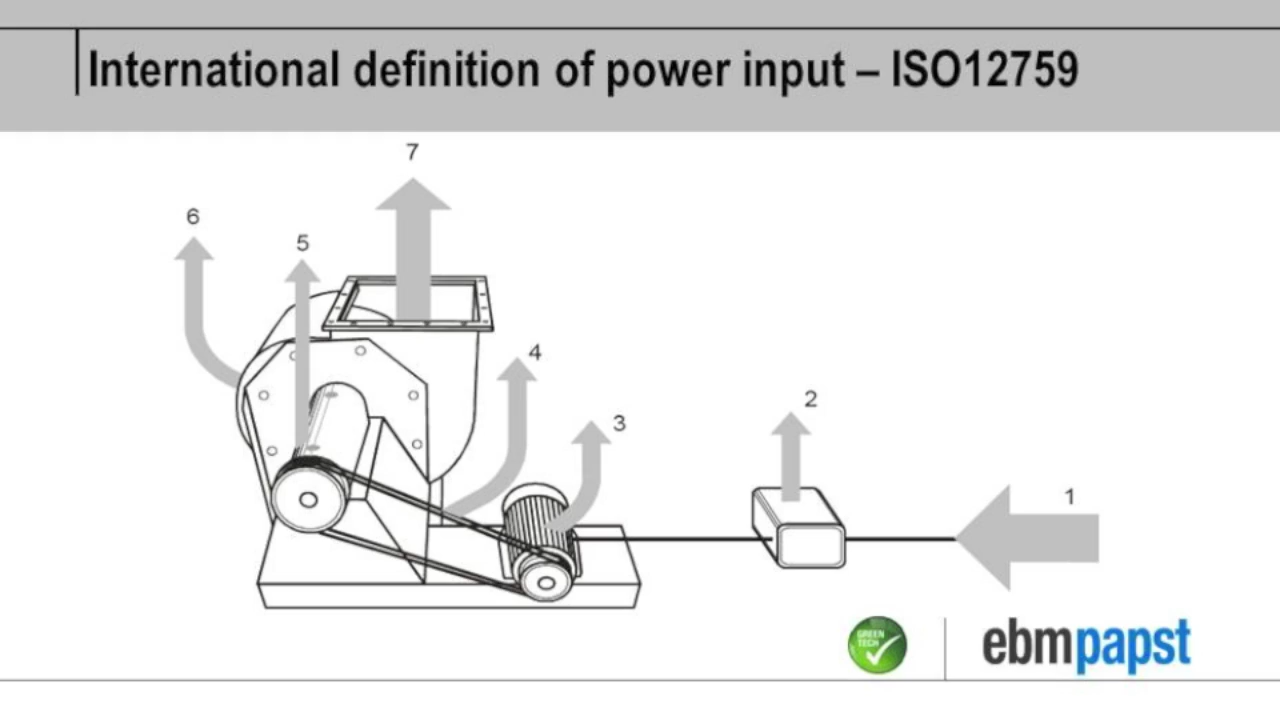 International definition of power input – ISO12759
7
6
5
4
3
2
1
GREEN
TECH
ebmpapst